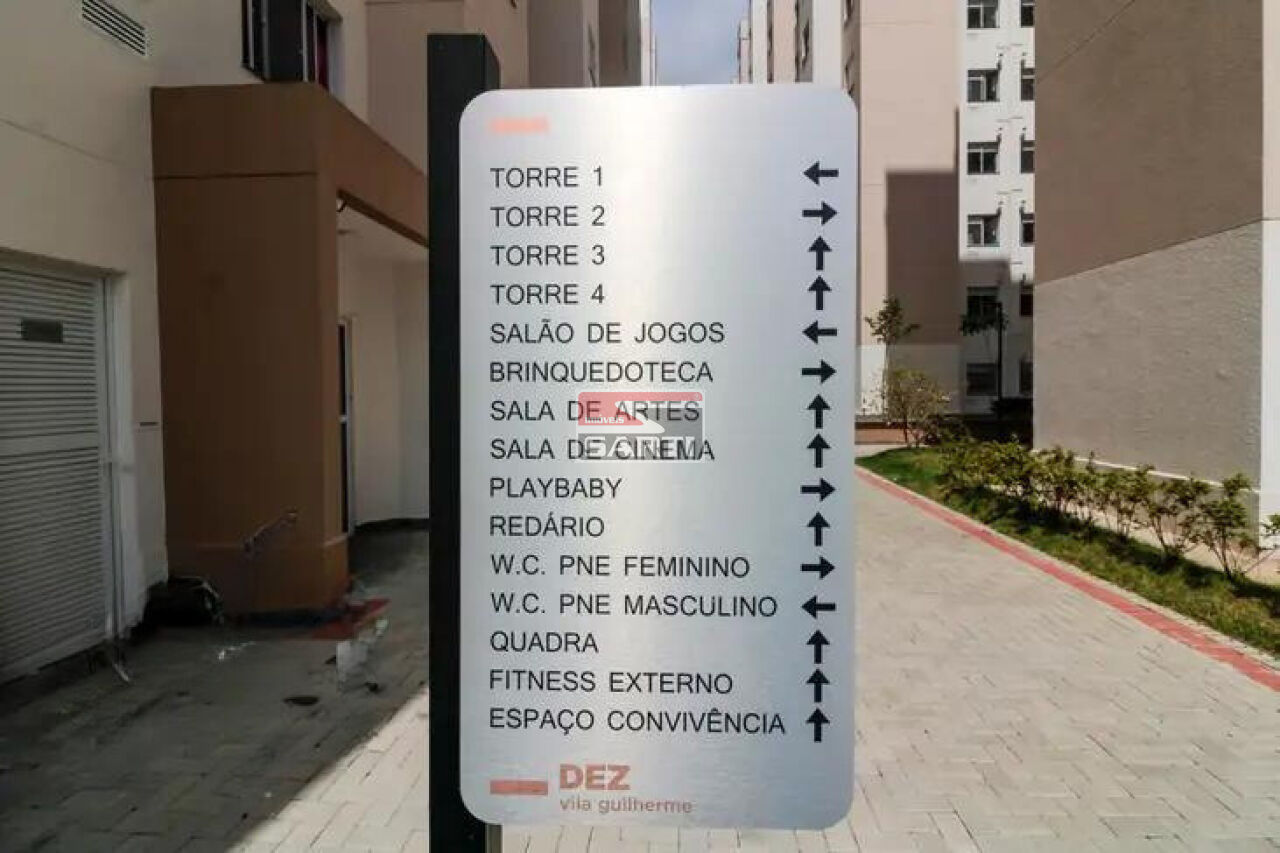 TORRE 1
TORRE 2
TORRE 3
TORRE 4
SALÃO DE JOGOS
BRINQUEDOTECA
SALA DE ARTES
SALA DE CINEMA
PLAYBABY
REDÁRIO
W.C. PNE FEMININO
W.C. PNE MASCULINO
QUADRA
FITNESS EXTERNO
ESPAÇO CONVIVÊNCIA
DEZ
vila guilherme
IMÓVEIS